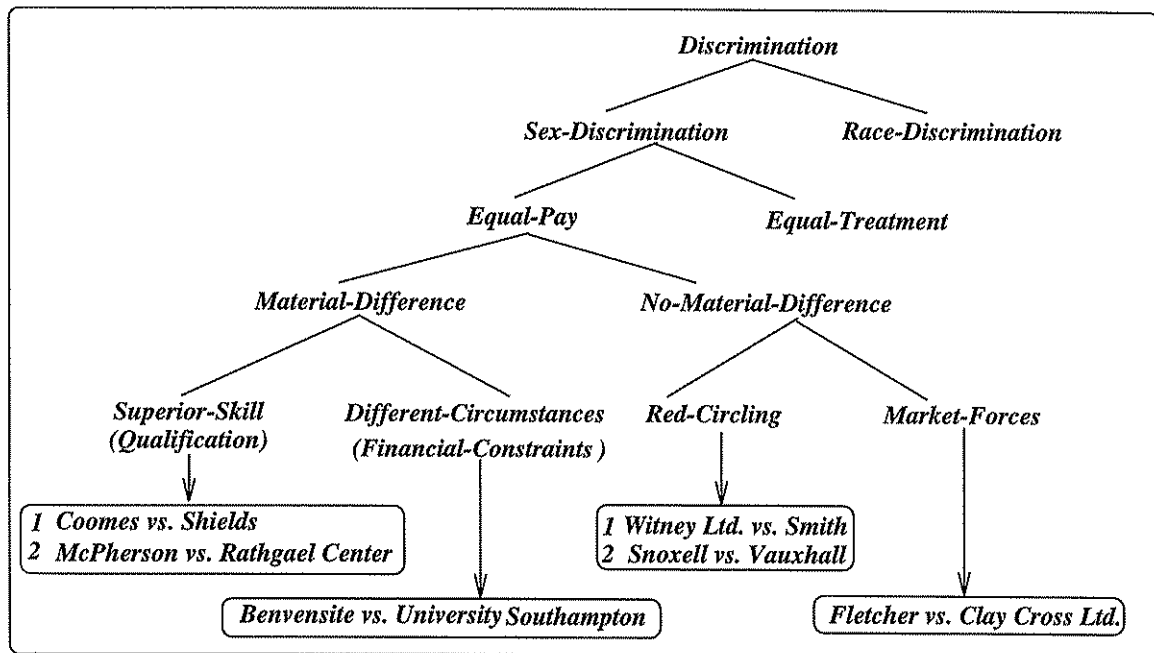 Discrimination
Sex-Discrimination Race-Discrimination
Equal-Pay Equal-Treatment
Material-Difference No-Material-Difference
Superior-Skill Different-Circumstances Red-Circling Market-Forces
(Qualification) (Financial-Constraints )
1 Coomes vs. Shields
2 McPherson vs. Rathgael Center
1 Witney Ltd. vs. Smith
2 Snoxell vs. Vauxhall
Benvensite vs. University Southampton
Fletcher vs. Clay Cross Ltd.